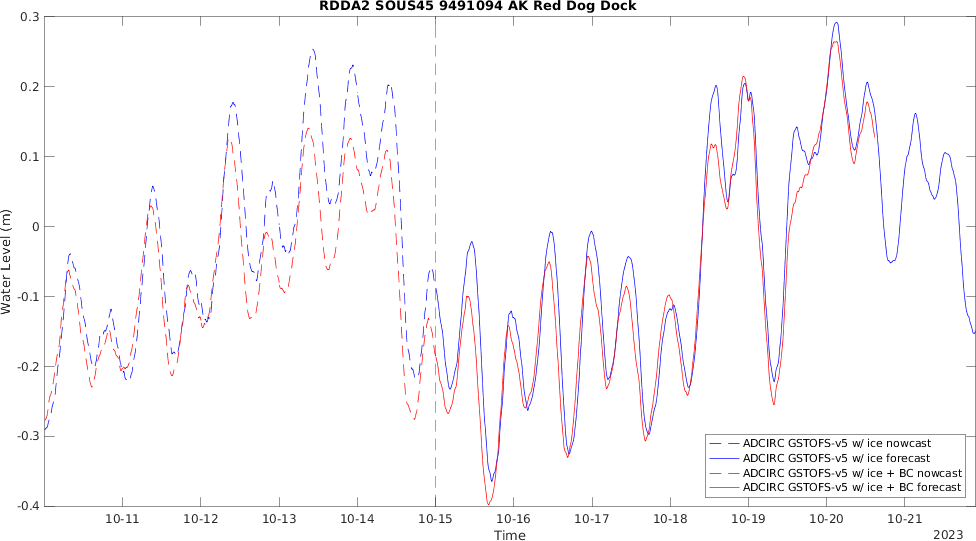 RDDA2 SOUS45 9491094 AK Red Dog Dock
0.3
0.2
0.1
0
-0.1
-0.2
-0.3
-0.4
Water Level (m)
10-11 10-12 10-13 10-14 10-15 10-16 10-17 10-18 10-19 10-20 10-21
Time
2023
ADCIRC GSTOFS-v5 w/ ice nowcast
ADCIRC GSTOFS-v5 w/ ice forecast
ADCIRC GSTOFS-v5 w/ ice + BC nowcast
ADCIRC GSTOFS-v5 w/ ice + BC forecast